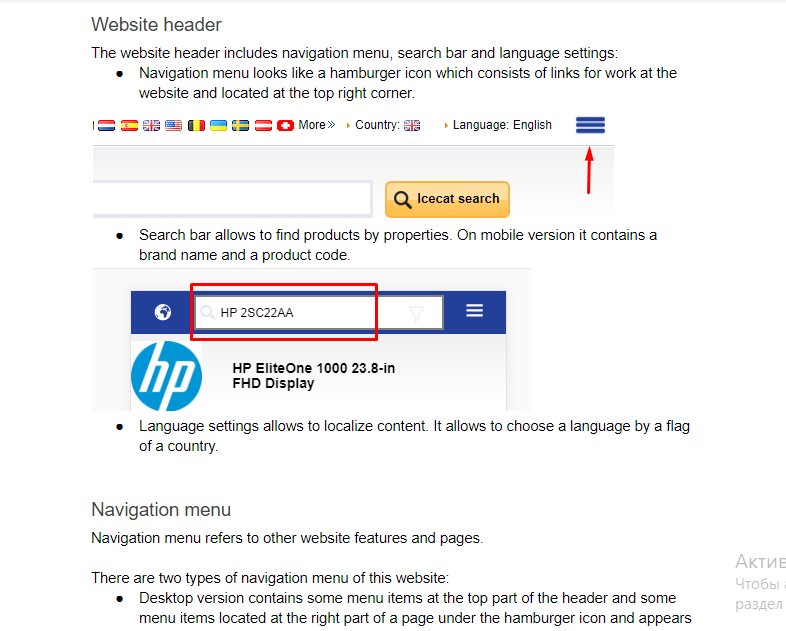 Website header
The website header includes navigation menu, search bar and language settings:
● Navigation menu looks like a hamburger icon which consists of links for work at the
website and located at the top right corner.
More» Country: Language: English
Icecat search
● Search bar allows to find products by properties. On mobile version it contains a
brand name and a product code.
HP 2SC22AA
hp
HP EliteOne 1000 23.8-in
FHD Display
● Language settings allows to localize content. It allows to choose a language by a flag
of a country.
Navigation menu
Navigation menu refers to other website features and pages.
There are two types of navigation menu of this website:
● Desktop version contains some menu items at the top part of the header and some
menu items located at the right part of a page under the hamburger icon and appears
Актив
Чтобы
раздел